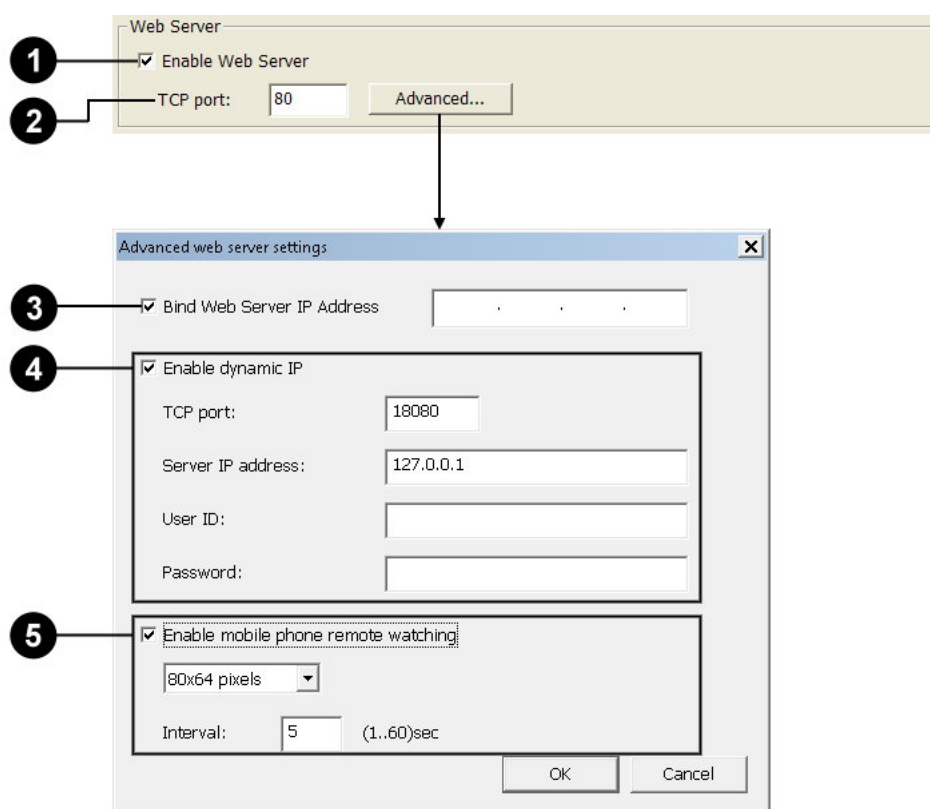 Web Server
1 Enable Web Server
2 TCP port: 80 Advanced...
Advanced web server settings
3 Bind Web Server IP Address . . .
4 Enable dynamic IP
TCP port: 18080
Server IP address: 127.0.0.1
User ID:
Password:
5 Enable mobile phone remote watching
80x64 pixels
Interval: 5 (1..60)sec
OK Cancel